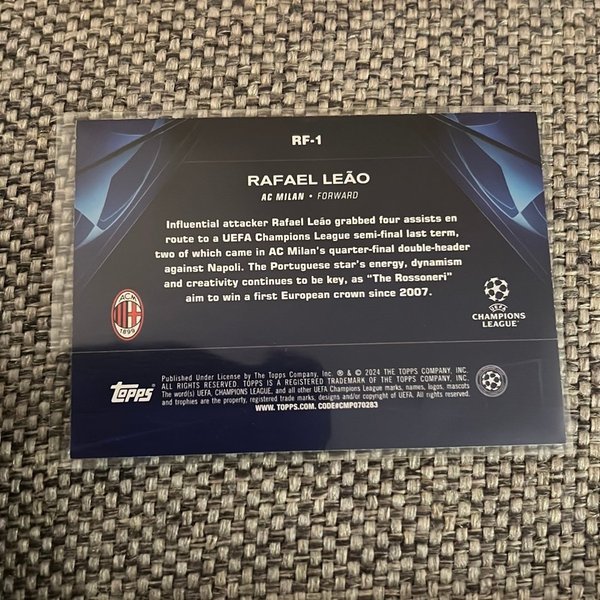 RF-1
RAFAEL LEÃO
AC MILAN • FORWARD
Influential attacker Rafael Leão grabbed four assists en
route to a UEFA Champions League semi-final last term,
two of which came in AC Milan's quarter-final double-header
against Napoli. The Portuguese star's energy, dynamism
and creativity continues to be key, as “The Rossoneri”
aim to win a first European crown since 2007.
ACM
1899
UEFA
CHAMPIONS
LEAGUE
topps
Published Under License by The Topps Company, Inc. ® & © 2024 THE TOPPS COMPANY, INC.
ALL RIGHTS RESERVED. TOPPS IS A REGISTERED TRADEMARK OF THE TOPPS COMPANY, INC.
The word(s) UEFA, CHAMPIONS LEAGUE, and all other UEFA Champions League marks, names, logos, mascots
and trophies are the property, registered trade marks, designs and/or copyright of UEFA. All rights reserved.
WWW.TOPPS.COM. CODE#CMP070283